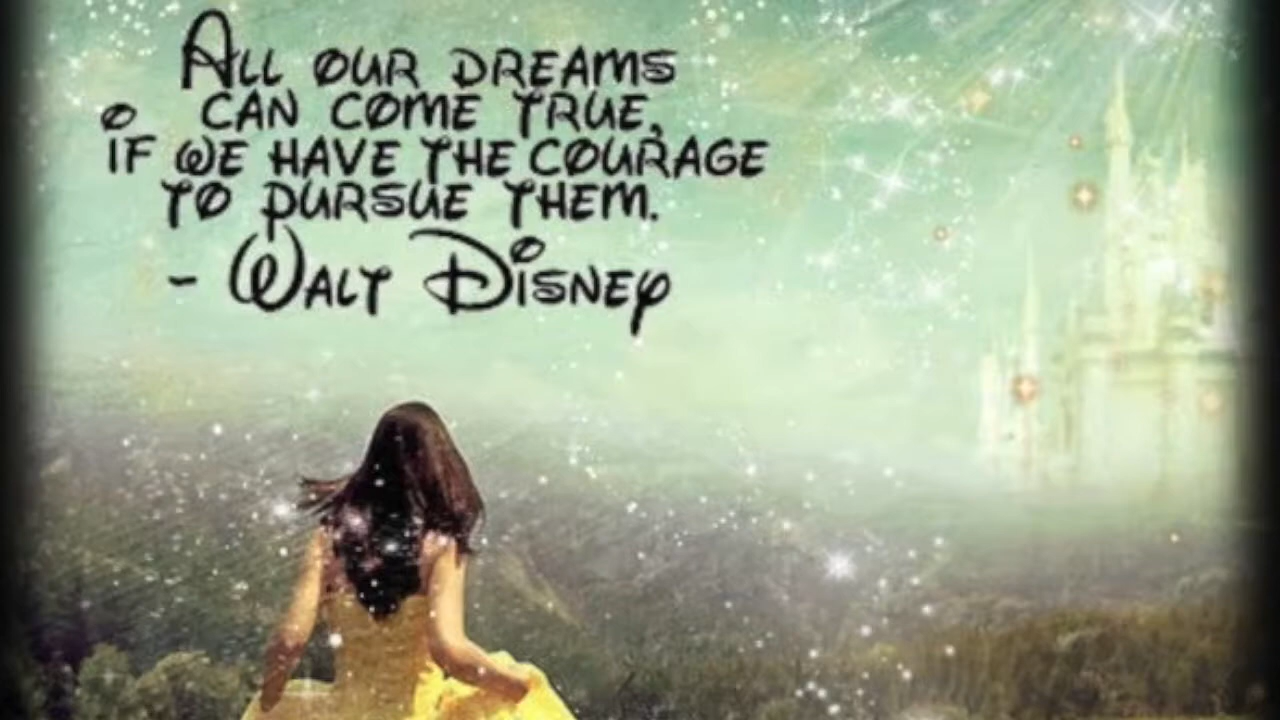 All our dreams
can come true,
if we have the courage
to pursue them.
- Walt Disney